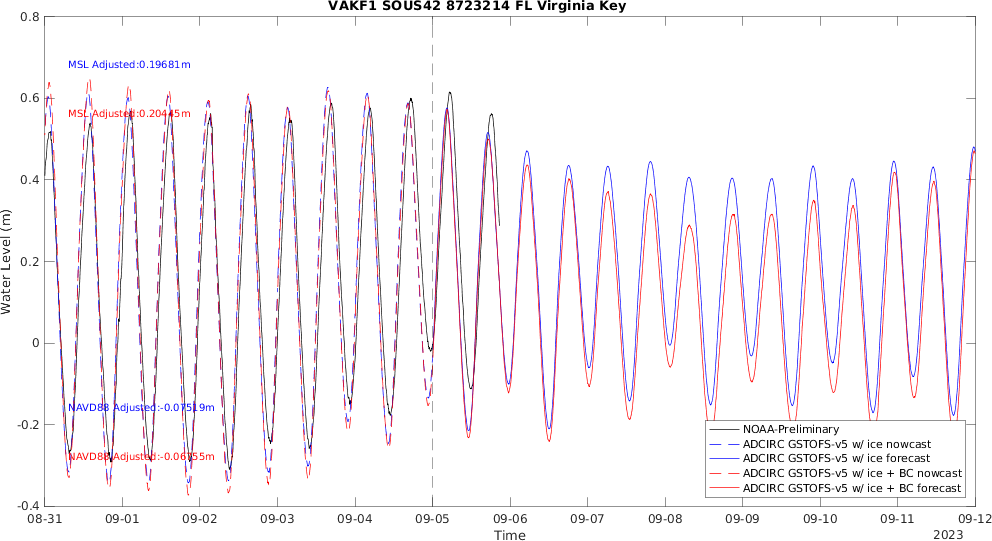 VAKF1 SOUS42 8723214 FL Virginia Key
Water Level (m)
0.8
0.6
0.4
0.2
0
-0.2
-0.4
MSL Adjusted:0.19681m
MSL Adjusted:0.20445m
NAVD88 Adjusted:-0.07519m
NAVD88 Adjusted:-0.06755m
NOAA-Preliminary
ADCIRC GSTOFS-v5 w/ ice nowcast
ADCIRC GSTOFS-v5 w/ ice forecast
ADCIRC GSTOFS-v5 w/ ice + BC nowcast
ADCIRC GSTOFS-v5 w/ ice + BC forecast
08-31 09-01 09-02 09-03 09-04 09-05 09-06 09-07 09-08 09-09 09-10 09-11 09-12
Time
2023